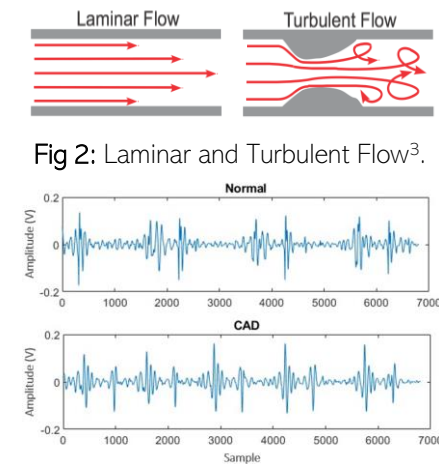 Laminar Flow
Turbulent Flow
Fig 2: Laminar and Turbulent Flow³.
Normal
0.2
0
-0.2
Amplitude (V)
0 1000 2000 3000 4000 5000 6000 7000
CAD
0.2
0
-0.2
Amplitude (V)
0 1000 2000 3000 4000 5000 6000 7000
Sample